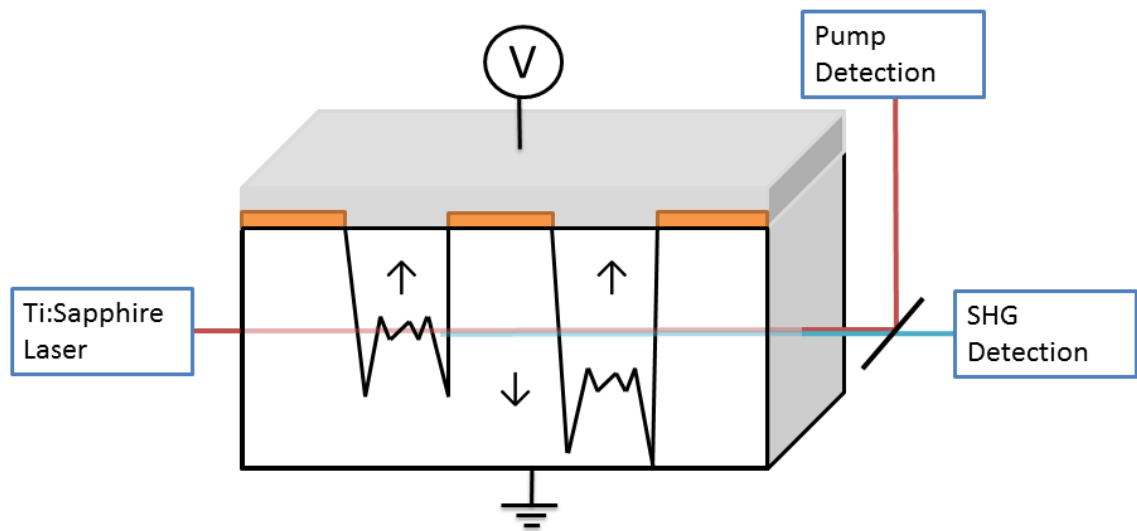 V
Pump
Detection
Ti:Sapphire
Laser
SHG
Detection